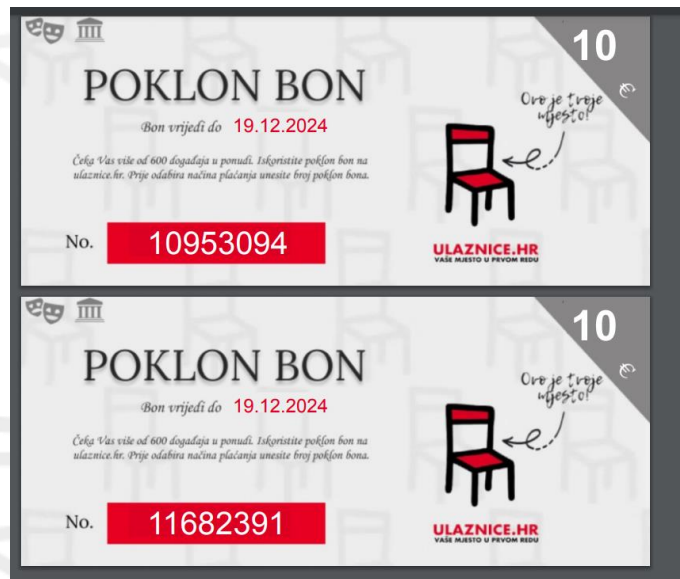 10
€
POKLON BON
Ovo je tvoje
mjesto!
Bon vrijedi do 19.12.2024
Čeka Vas više od 600 događaja u ponudi. Iskoristite poklon bon na
ulaznice.hr. Prije odabira načina plaćanja unesite broj poklon bona.
No. 10953094
ULAZNICE.HR
VAŠE MJESTO U PRVOM REDU
10
€
POKLON BON
Ovo je tvoje
mjesto!
Bon vrijedi do 19.12.2024
Čeka Vas više od 600 događaja u ponudi. Iskoristite poklon bon na
ulaznice.hr. Prije odabira načina plaćanja unesite broj poklon bona.
No. 11682391
ULAZNICE.HR
VAŠE MJESTO U PRVOM REDU